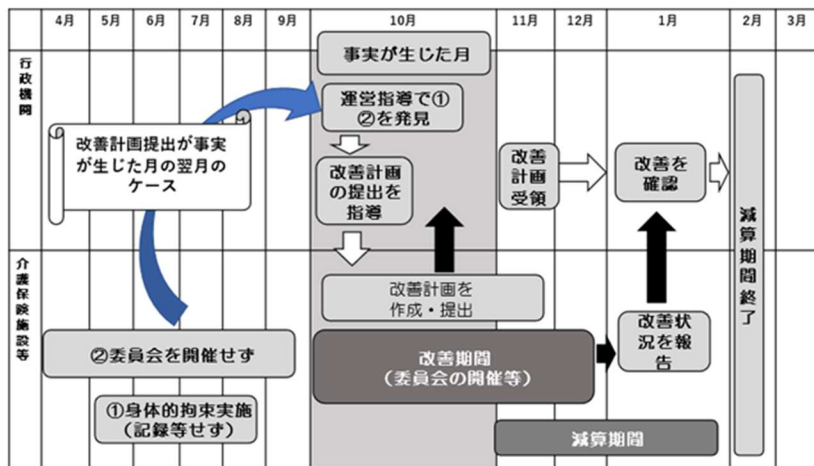 4月 5月 6月 7月 8月 9月 10月 11月 12月 1月 2月 3月
行政機関
事実が生じた月
運営指導で①
②を発見
改善計画提出が事実
が生じた月の翌月の
ケース
改善計画
の提出を
指導
改善
計画
受領
改善を
確認
減算期間終了
介護保険施設等
改善計画を
作成・提出
②委員会を開催せず
改善期間
（委員会の開催等）
改善状
況を報
告
①身体的拘束実施
（記録等せず）
減算期間